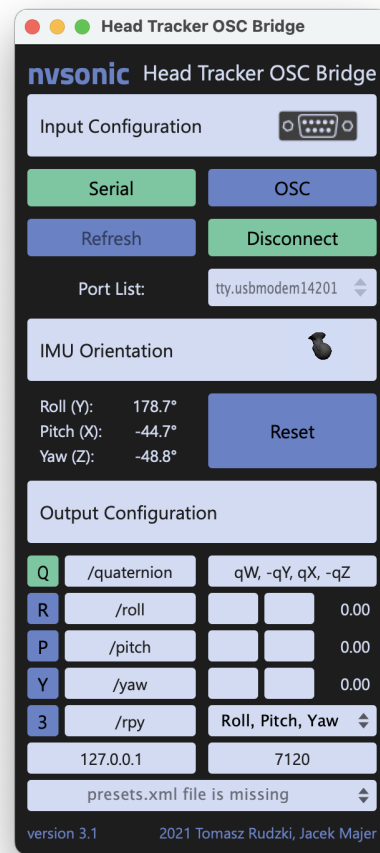 Head Tracker OSC Bridge
nvsonic Head Tracker OSC Bridge
Input Configuration
Serial OSC
Refresh Disconnect
Port List: tty.usbmodem14201
IMU Orientation
Roll (Y): 178.7°
Pitch (X): -44.7°
Yaw (Z): -48.8°
Reset
Output Configuration
Q /quaternion qW, -qY, qX, -qZ
R /roll 0.00
P /pitch 0.00
Y /yaw 0.00
3 /rpy Roll, Pitch, Yaw
127.0.0.1 7120
presets.xml file is missing
version 3.1 2021 Tomasz Rudzki, Jacek Majer